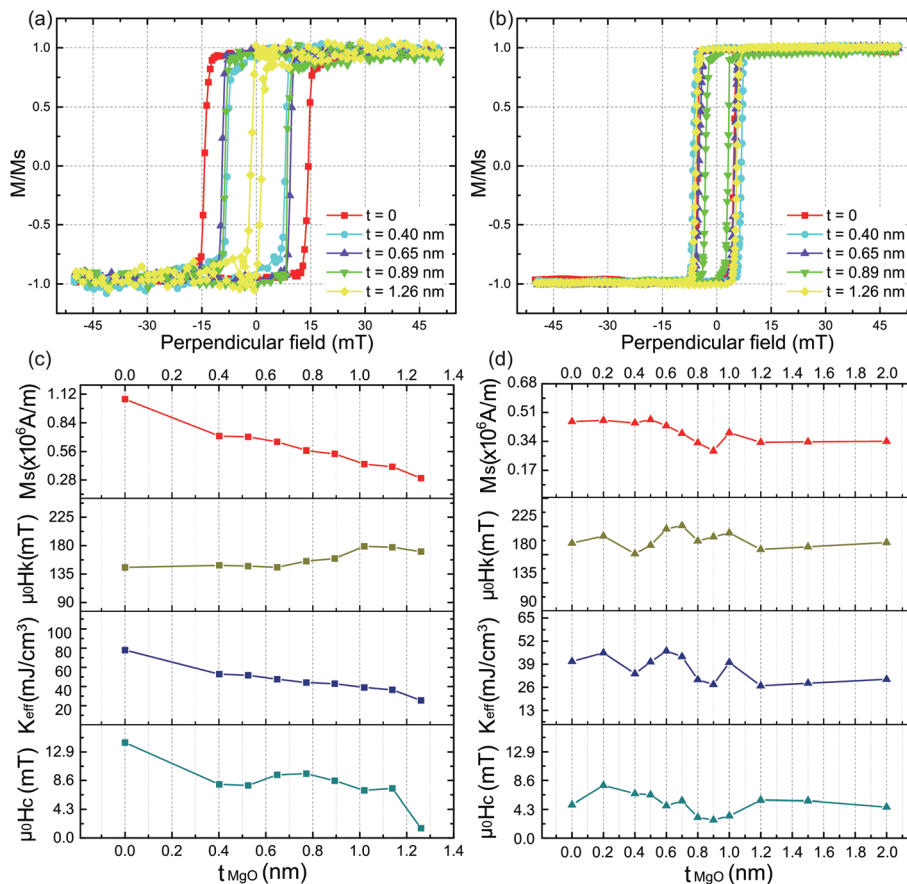 (a)
(b)
M/Ms
1.0
0.5
0.0
-0.5
-1.0
t = 0
t = 0.40 nm
t = 0.65 nm
t = 0.89 nm
t = 1.26 nm
-45 -30 -15 0 15 30 45
Perpendicular field (mT)
M/Ms
1.0
0.5
0.0
-0.5
-1.0
t = 0
t = 0.40 nm
t = 0.65 nm
t = 0.89 nm
t = 1.26 nm
-45 -30 -15 0 15 30 45
Perpendicular field (mT)
(c)
0.0 0.2 0.4 0.6 0.8 1.0 1.2 1.4
Ms(x10⁶A/m)
1.12
0.84
0.56
0.28
μ₀Hk(mT)
225
180
135
90
Keff(mJ/cm³)
100
80
60
40
20
μ₀Hc (mT)
12.9
8.6
4.3
0.0
0.0 0.2 0.4 0.6 0.8 1.0 1.2 1.4
t MgO (nm)
(d)
0.0 0.2 0.4 0.6 0.8 1.0 1.2 1.4 1.6 1.8 2.0
Ms(x10⁶A/m)
0.68
0.51
0.34
0.17
μ₀Hk(mT)
225
180
135
90
Keff(mJ/cm³)
65
52
39
26
13
μ₀Hc (mT)
12.9
8.6
4.3
0.0
0.0 0.2 0.4 0.6 0.8 1.0 1.2 1.4 1.6 1.8 2.0
t MgO (nm)